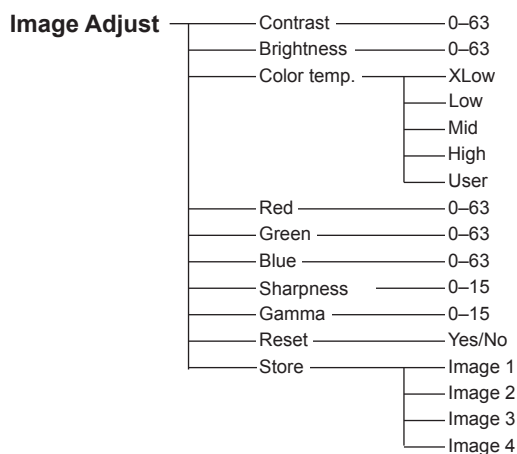 Image Adjust Contrast 0–63
Brightness 0–63
Color temp. XLow
Low
Mid
High
User
Red 0–63
Green 0–63
Blue 0–63
Sharpness 0–15
Gamma 0–15
Reset Yes/No
Store Image 1
Image 2
Image 3
Image 4